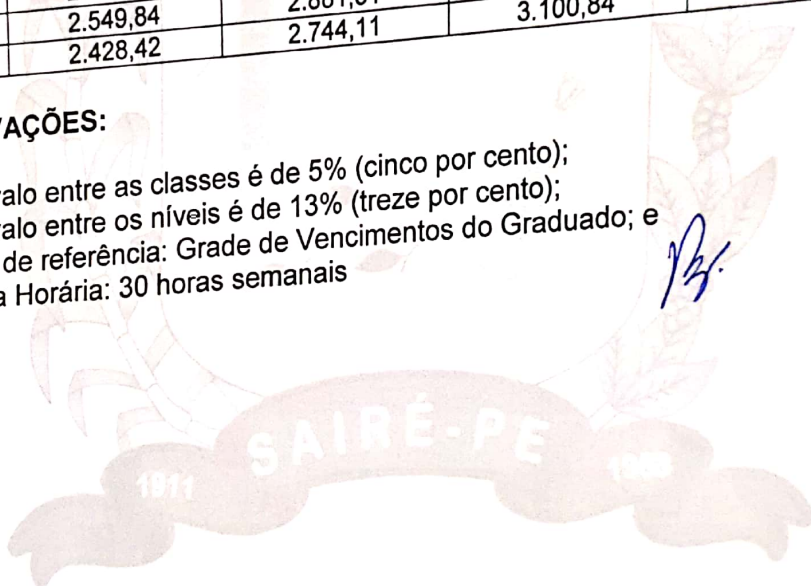 2.549,84
2.428,42 2.744,11 3.100,84
VAÇÕES:
alo entre as classes é de 5% (cinco por cento);
alo entre os níveis é de 13% (treze por cento);
de referência: Grade de Vencimentos do Graduado; e
a Horária: 30 horas semanais
SAIRÉ-PE
1911